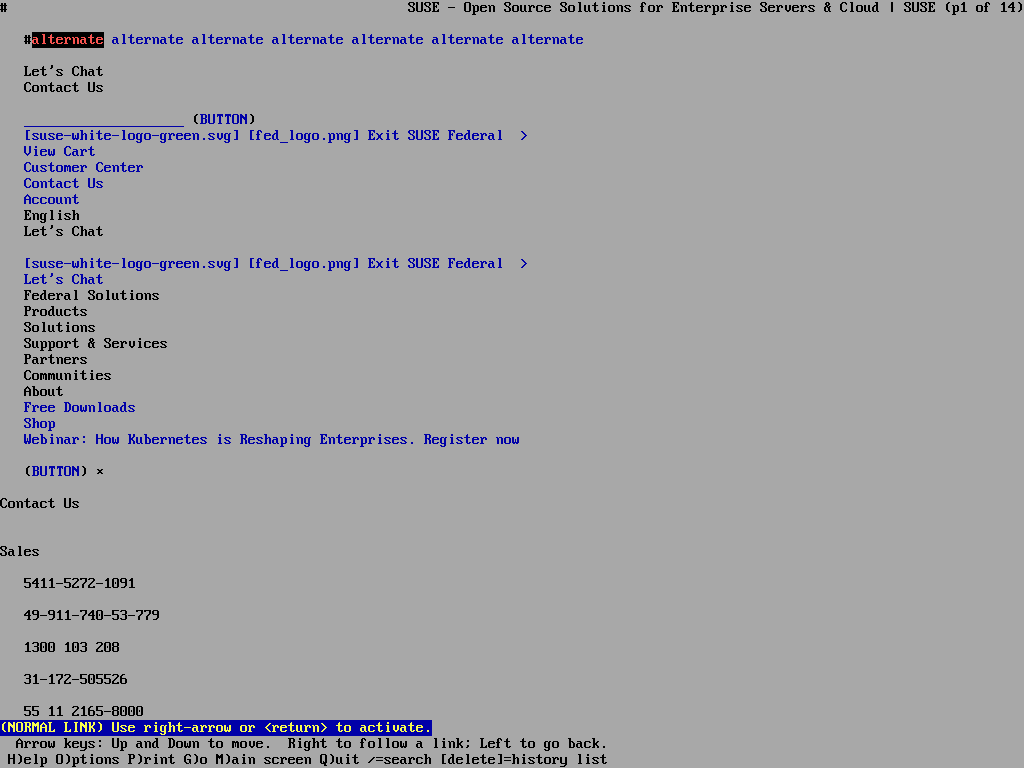 # SUSE - Open Source Solutions for Enterprise Servers & Cloud | SUSE (p1 of 14)
#alternate alternate alternate alternate alternate alternate alternate
Let's Chat
Contact Us
____________________ (BUTTON)
[suse-white-logo-green.svg] [fed_logo.png] Exit SUSE Federal  >
View Cart
Customer Center
Contact Us
Account
English
Let's Chat
[suse-white-logo-green.svg] [fed_logo.png] Exit SUSE Federal  >
Let's Chat
Federal Solutions
Products
Solutions
Support & Services
Partners
Communities
About
Free Downloads
Shop
Webinar: How Kubernetes is Reshaping Enterprises. Register now
(BUTTON) ×
Contact Us
Sales
5411-5272-1091
49-911-740-53-779
1300 103 208
31-172-505526
55 11 2165-8000
(NORMAL LINK) Use right-arrow or <return> to activate.
Arrow keys: Up and Down to move.  Right to follow a link; Left to go back.
H)elp O)ptions P)rint G)o M)ain screen Q)uit /=search [delete]=history list